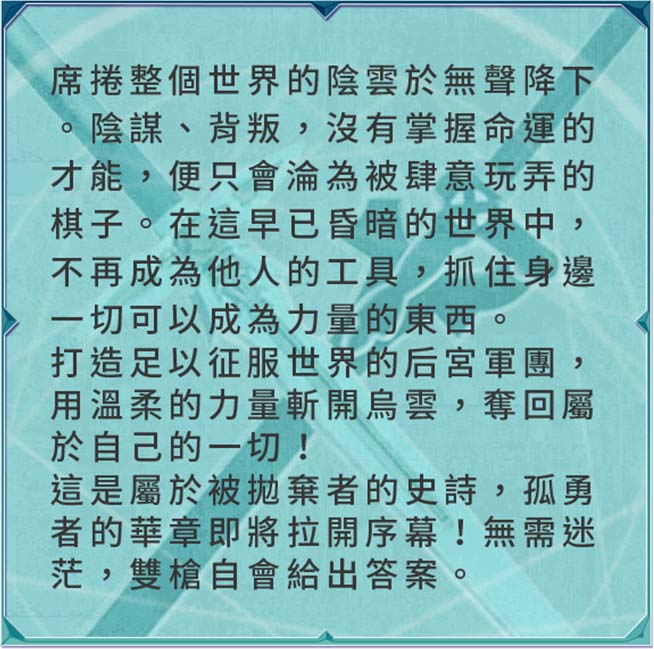 席捲整個世界的陰雲於無聲降下
。陰謀、背叛，沒有掌握命運的
才能，便只會淪為被肆意玩弄的
棋子。在這早已昏暗的世界中，
不再成為他人的工具，抓住身邊
一切可以成為力量的東西。
打造足以征服世界的后宮軍團，
用溫柔的力量斬開烏雲，奪回屬
於自己的一切！
這是屬於被拋棄者的史詩，孤勇
者的華章即將拉開序幕！無需迷
茫，雙槍自會給出答案。